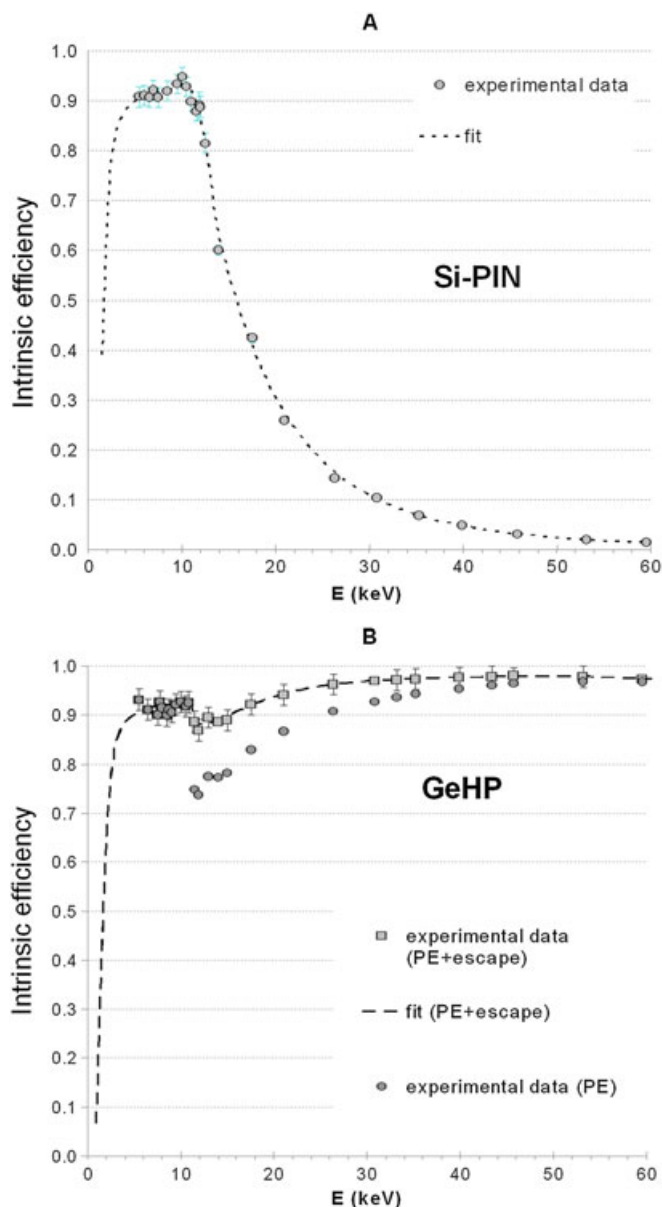 A
1.0
0.9
0.8
0.7
0.6
0.5
0.4
0.3
0.2
0.1
0.0
Intrinsic efficiency
experimental data
fit
Si-PIN
0 10 20 30 40 50 60
E (keV)
B
1.0
0.9
0.8
0.7
0.6
0.5
0.4
0.3
0.2
0.1
0.0
Intrinsic efficiency
GeHP
experimental data
(PE+escape)
fit (PE+escape)
experimental data (PE)
0 10 20 30 40 50 60
E (keV)